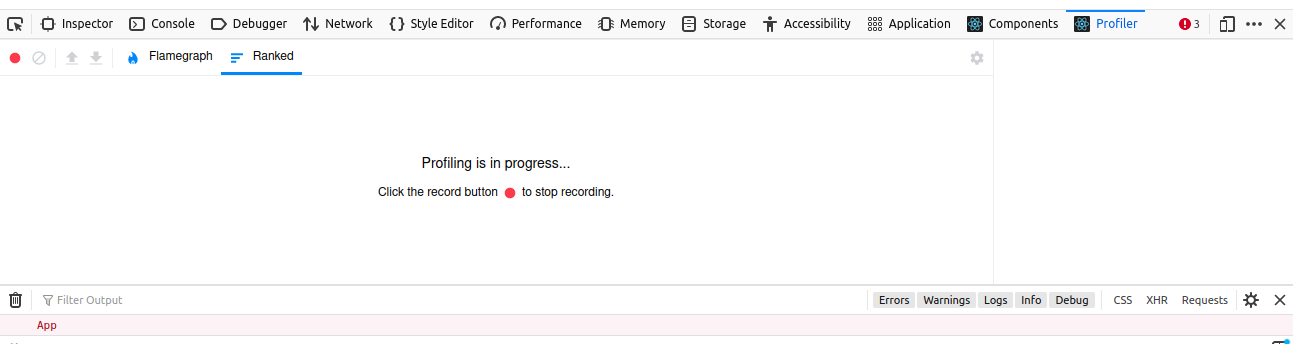 Inspector Console Debugger Network Style Editor Performance Memory Storage Accessibility Application Components Profiler 3
Flamegraph Ranked
Profiling is in progress...
Click the record button to stop recording.
Filter Output Errors Warnings Logs Info Debug CSS XHR Requests
App